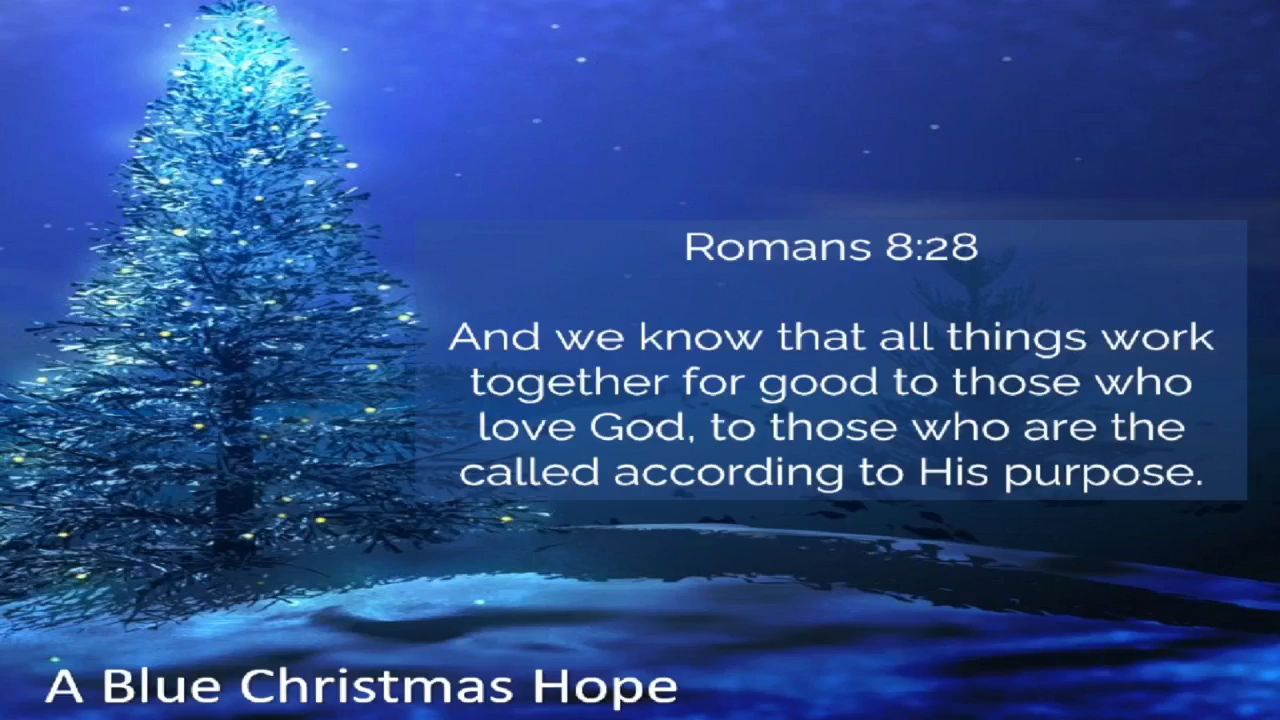 Romans 8:28
And we know that all things work
together for good to those who
love God, to those who are the
called according to His purpose.
A Blue Christmas Hope